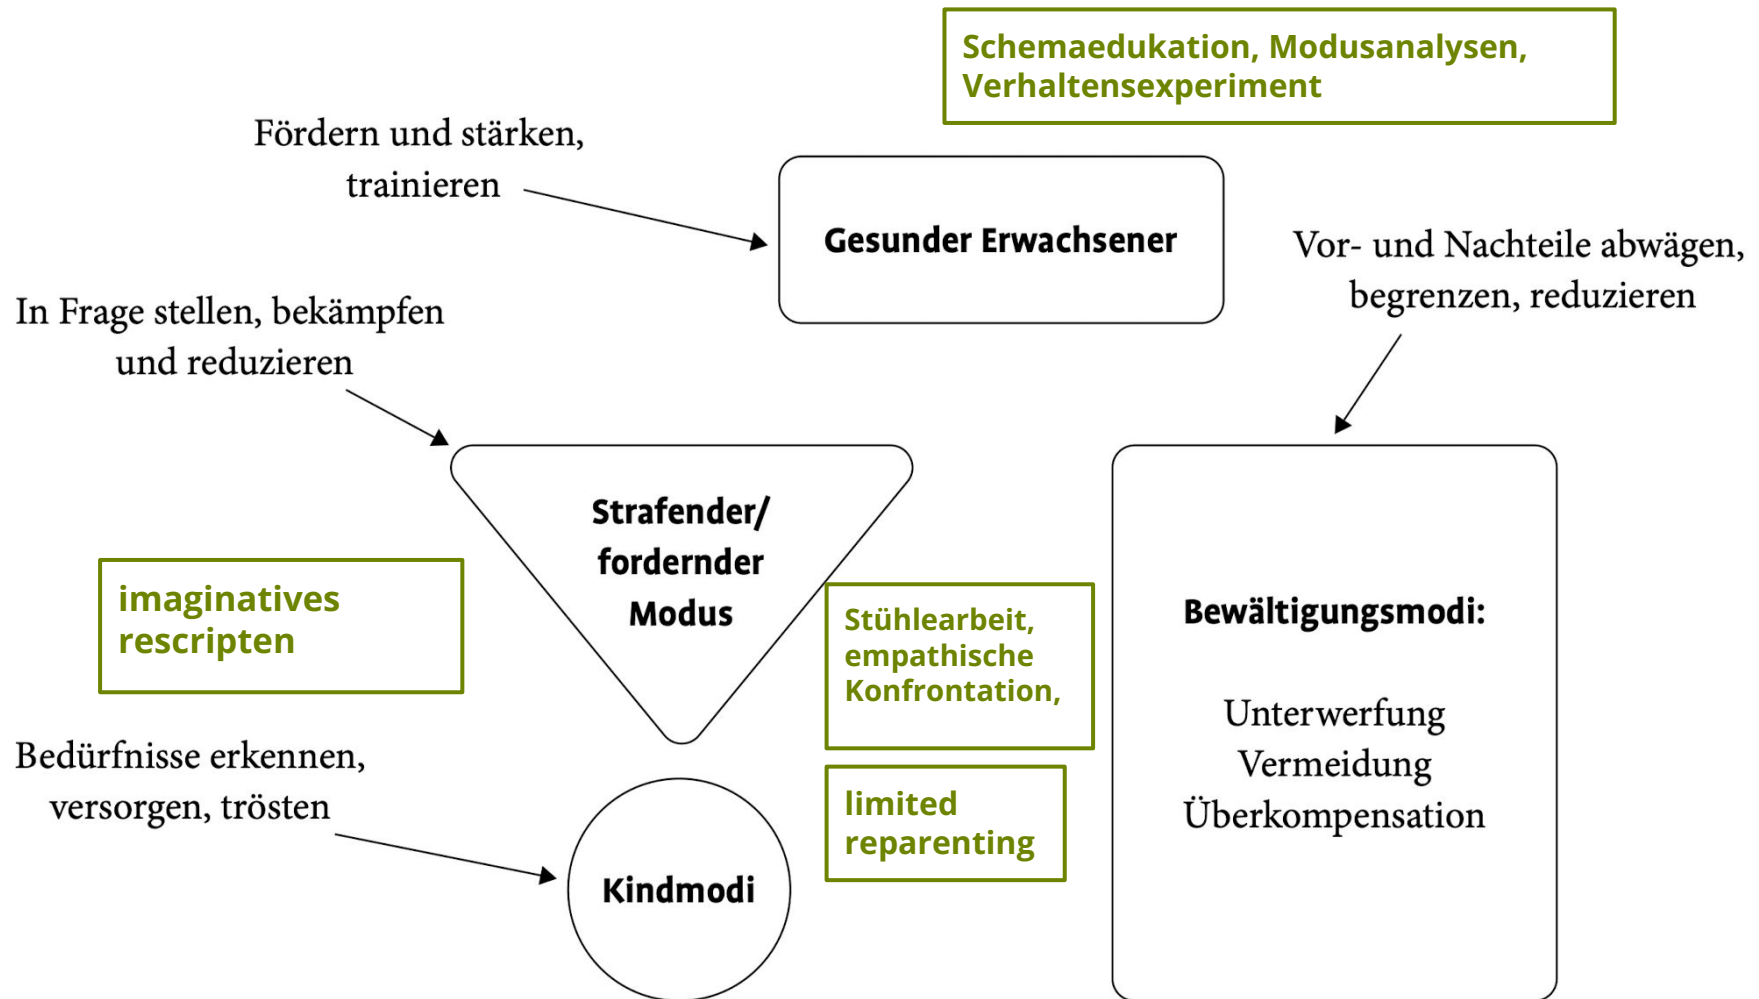 Schemaedukation, Modusanalysen,
Verhaltensexperiment
Fördern und stärken,
trainieren
Gesunder Erwachsener
Vor- und Nachteile abwägen,
begrenzen, reduzieren
In Frage stellen, bekämpfen
und reduzieren
Strafender/
fordernder
Modus
imaginatives
rescripten
Stühlearbeit,
empathische
Konfrontation,
Bewältigungsmodi:
Unterwerfung
Vermeidung
Überkompensation
Bedürfnisse erkennen,
versorgen, trösten
limited
reparenting
Kindmodi